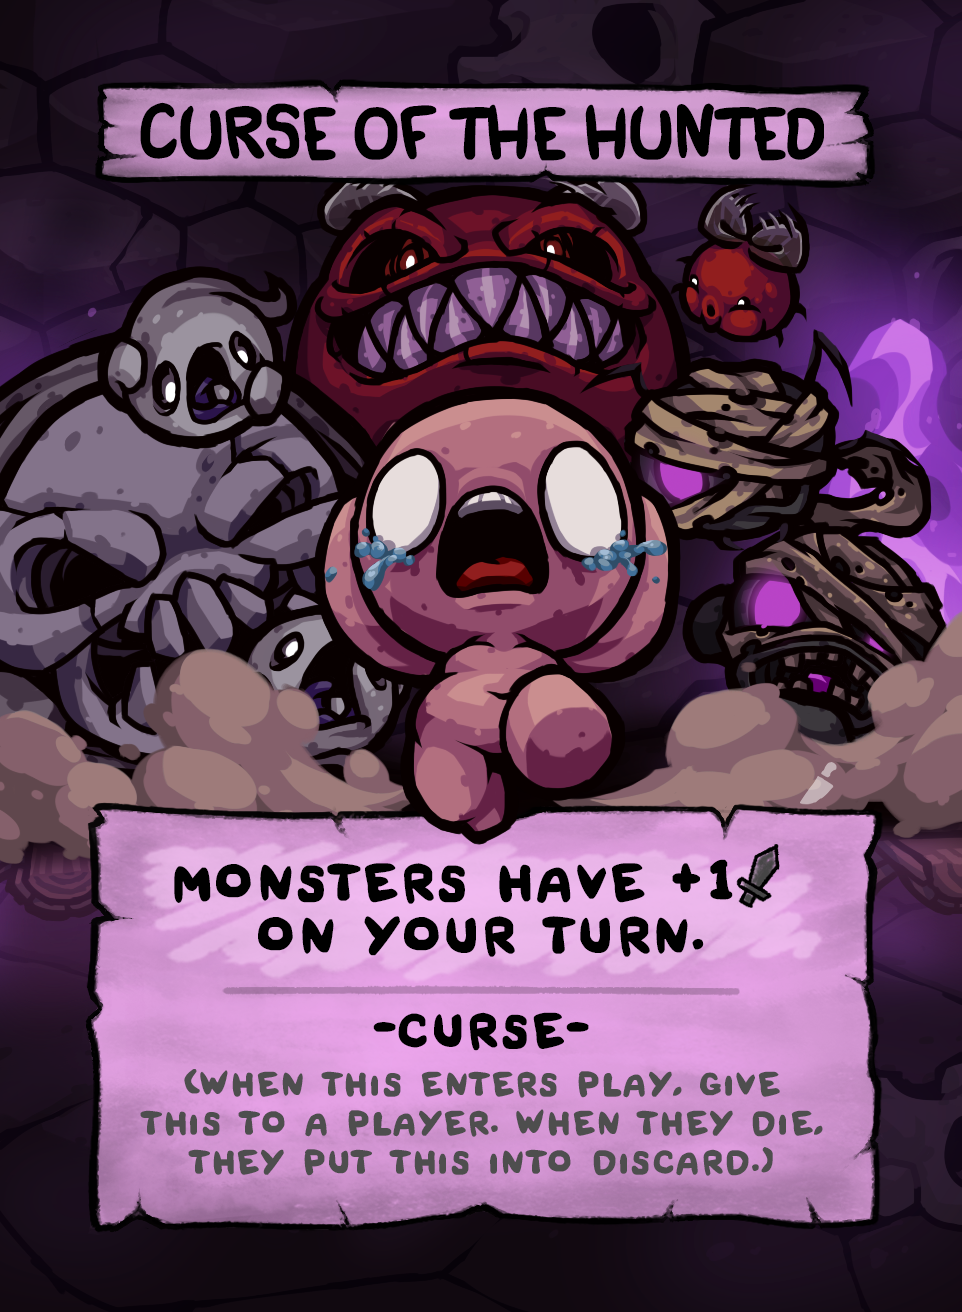 CURSE OF THE HUNTED
MONSTERS HAVE +1
ON YOUR TURN.
-CURSE-
(WHEN THIS ENTERS PLAY, GIVE
THIS TO A PLAYER. WHEN THEY DIE,
THEY PUT THIS INTO DISCARD.)